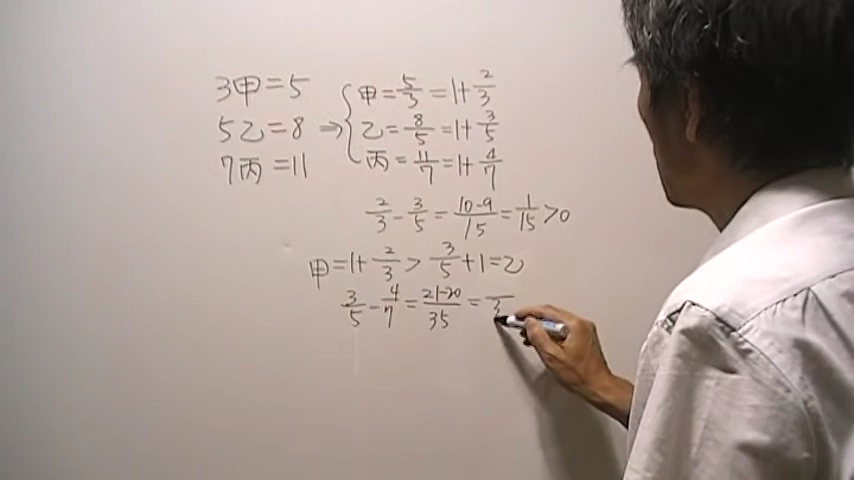 3甲=5 ⇒ { 甲=5/3=1+2/3
5乙=8 乙=8/5=1+3/5
7丙=11 丙=11/7=1+4/7
2/3-3/5=10-9/15=1/15>0
甲=1+2/3>3/5+1=乙
3/5-4/7=21-20/35= /3